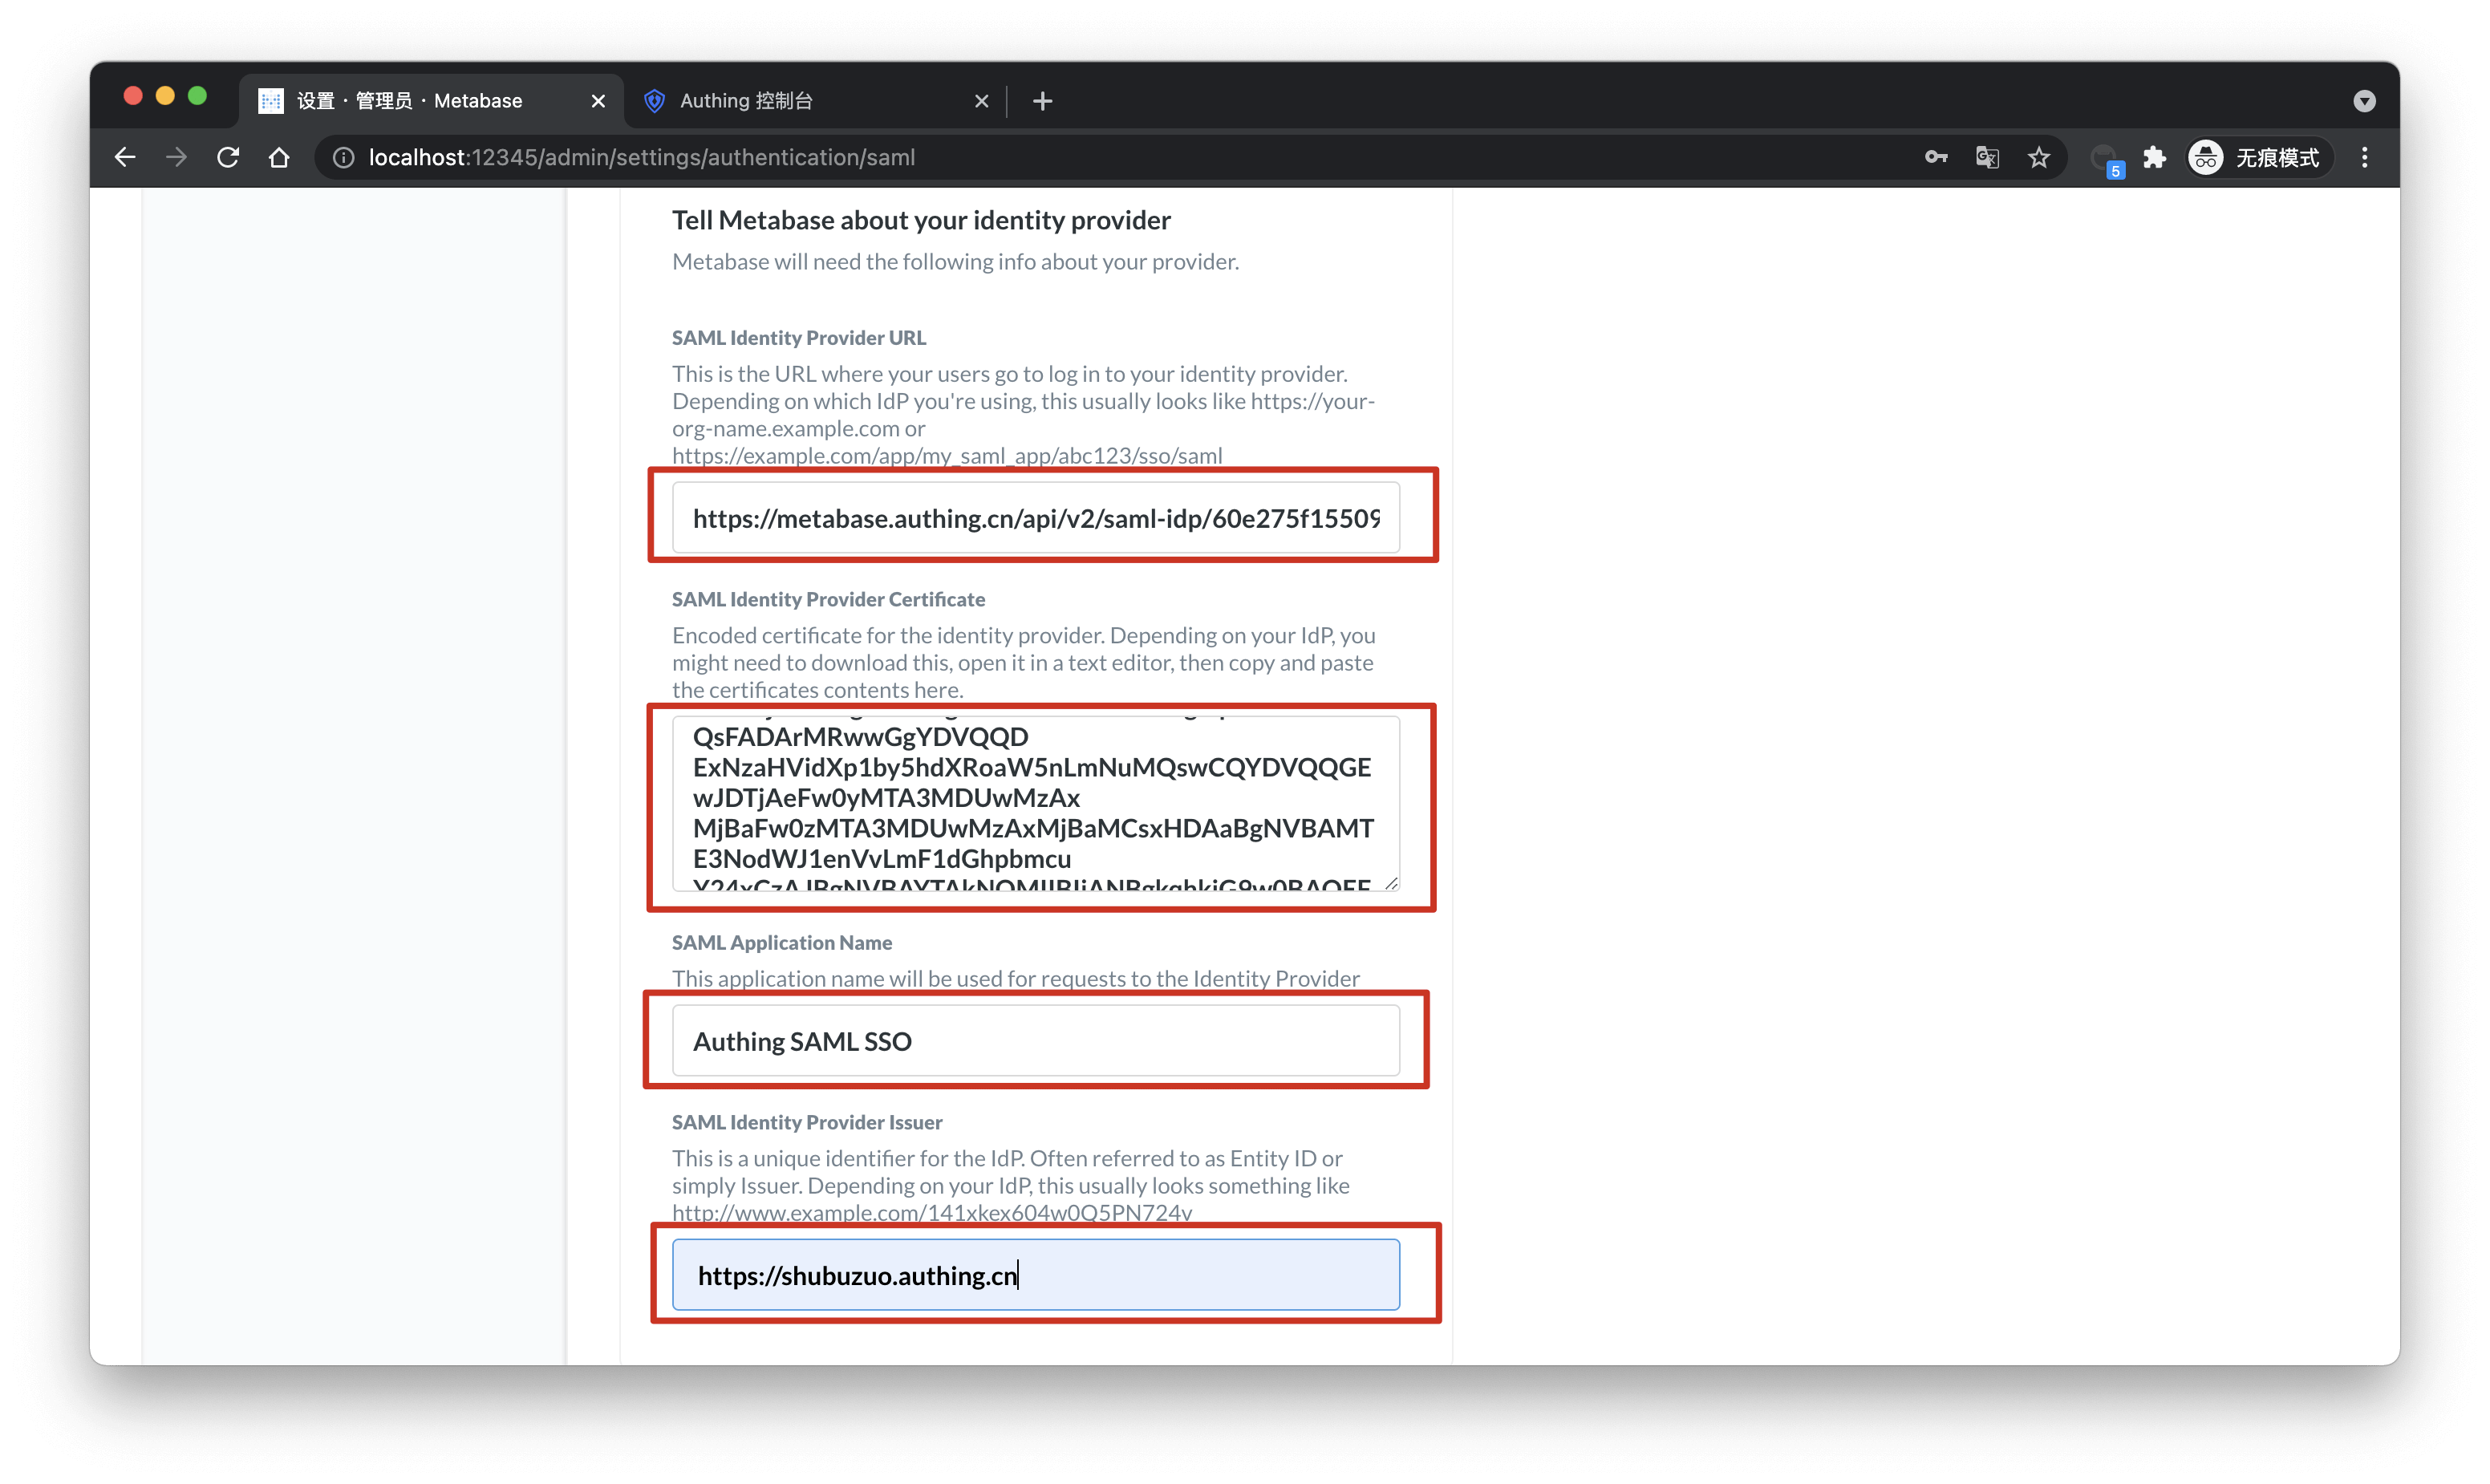 设置 · 管理员 · Metabase
Authing 控制台
localhost:12345/admin/settings/authentication/saml
5
无痕模式
Tell Metabase about your identity provider
Metabase will need the following info about your provider.
SAML Identity Provider URL
This is the URL where your users go to log in to your identity provider.
Depending on which IdP you're using, this usually looks like https://your-
org-name.example.com or
https://example.com/app/my_saml_app/abc123/sso/saml
https://metabase.authing.cn/api/v2/saml-idp/60e275f15509
SAML Identity Provider Certificate
Encoded certificate for the identity provider. Depending on your IdP, you
might need to download this, open it in a text editor, then copy and paste
the certificates contents here.
QsFADArMRwwGgYDVQQD
ExNzaHVidXp1by5hdXRoaW5nLmNuMQswCQYDVQQGE
wJDTjAeFw0yMTA3MDUwMzAx
MjBaFw0zMTA3MDUwMzAxMjBaMCsxHDAaBgNVBAMT
E3NodWJ1enVvLmF1dGhpbmcu
SAML Application Name
This application name will be used for requests to the Identity Provider
Authing SAML SSO
SAML Identity Provider Issuer
This is a unique identifier for the IdP. Often referred to as Entity ID or
simply Issuer. Depending on your IdP, this usually looks something like
http://www.example.com/141xkex604w0Q5PN724v
https://shubuzuo.authing.cn